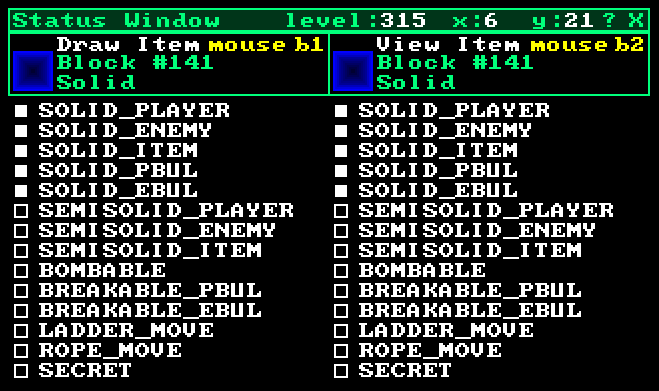 Status Window level:315 x:6 y:21 ? X
Draw Item mouse b1 View Item mouse b2
Block #141 Block #141
Solid Solid
SOLID_PLAYER SOLID_PLAYER
SOLID_ENEMY SOLID_ENEMY
SOLID_ITEM SOLID_ITEM
SOLID_PBUL SOLID_PBUL
SOLID_EBUL SOLID_EBUL
SEMISOLID_PLAYER SEMISOLID_PLAYER
SEMISOLID_ENEMY SEMISOLID_ENEMY
SEMISOLID_ITEM SEMISOLID_ITEM
BOMBABLE BOMBABLE
BREAKABLE_PBUL BREAKABLE_PBUL
BREAKABLE_EBUL BREAKABLE_EBUL
LADDER_MOVE LADDER_MOVE
ROPE_MOVE ROPE_MOVE
SECRET SECRET